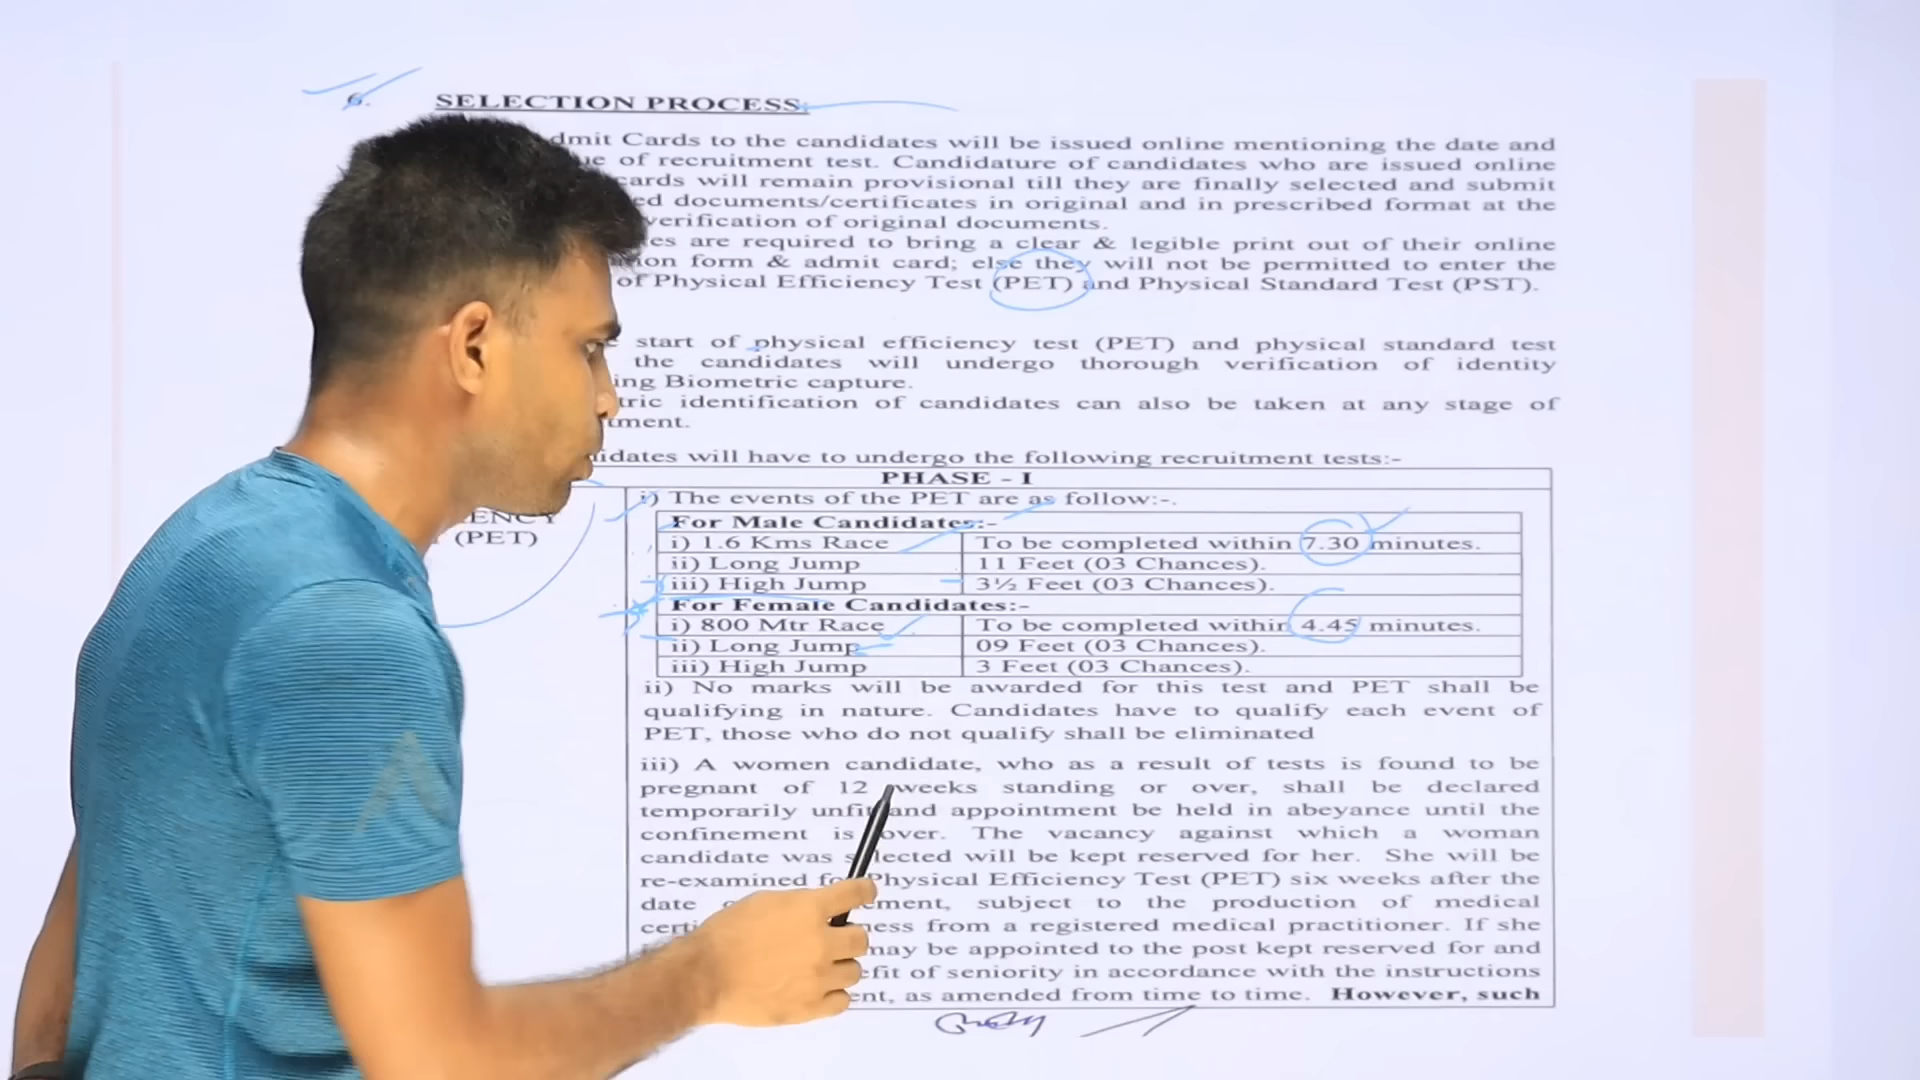 6. SELECTION PROCESS.
dmit Cards to the candidates will be issued online mentioning the date and
of recruitment test. Candidature of candidates who are issued online
cards will remain provisional till they are finally selected and submit
ed documents/certificates in original and in prescribed format at the
verification of original documents.
es are required to bring a clear & legible print out of their online
ion form & admit card; else they will not be permitted to enter the
of Physical Efficiency Test (PET) and Physical Standard Test (PST).
start of physical efficiency test (PET) and physical standard test
the candidates will undergo thorough verification of identity
ing Biometric capture.
tric identification of candidates can also be taken at any stage of
tment.
idates will have to undergo the following recruitment tests:-
PHASE - I
ENCY
(PET)
i) The events of the PET are as follow:-.
For Male Candidates:-
i) 1.6 Kms Race To be completed within 7.30 minutes.
ii) Long Jump 11 Feet (03 Chances).
iii) High Jump 3½ Feet (03 Chances).
For Female Candidates:-
i) 800 Mtr Race To be completed within 4.45 minutes.
ii) Long Jump 09 Feet (03 Chances).
iii) High Jump 3 Feet (03 Chances).
ii) No marks will be awarded for this test and PET shall be
qualifying in nature. Candidates have to qualify each event of
PET, those who do not qualify shall be eliminated
iii) A women candidate, who as a result of tests is found to be
pregnant of 12 weeks standing or over, shall be declared
temporarily unfit and appointment be held in abeyance until the
confinement is over. The vacancy against which a woman
candidate was selected will be kept reserved for her. She will be
re-examined for Physical Efficiency Test (PET) six weeks after the
date ement, subject to the production of medical
certi ness from a registered medical practitioner. If she
may be appointed to the post kept reserved for and
efit of seniority in accordance with the instructions
ent, as amended from time to time. However, such